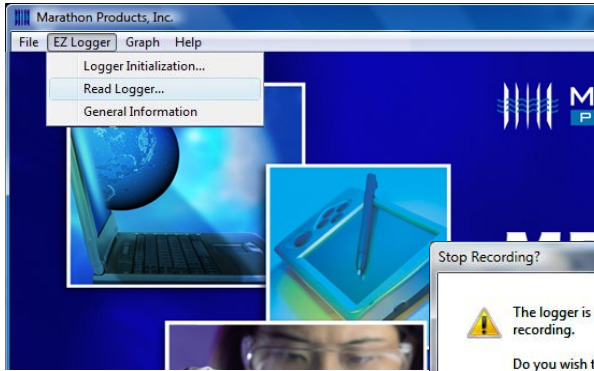 Marathon Products, Inc.
File EZ Logger Graph Help
Logger Initialization...
Read Logger...
General Information
Stop Recording?
The logger is
recording.
Do you wish